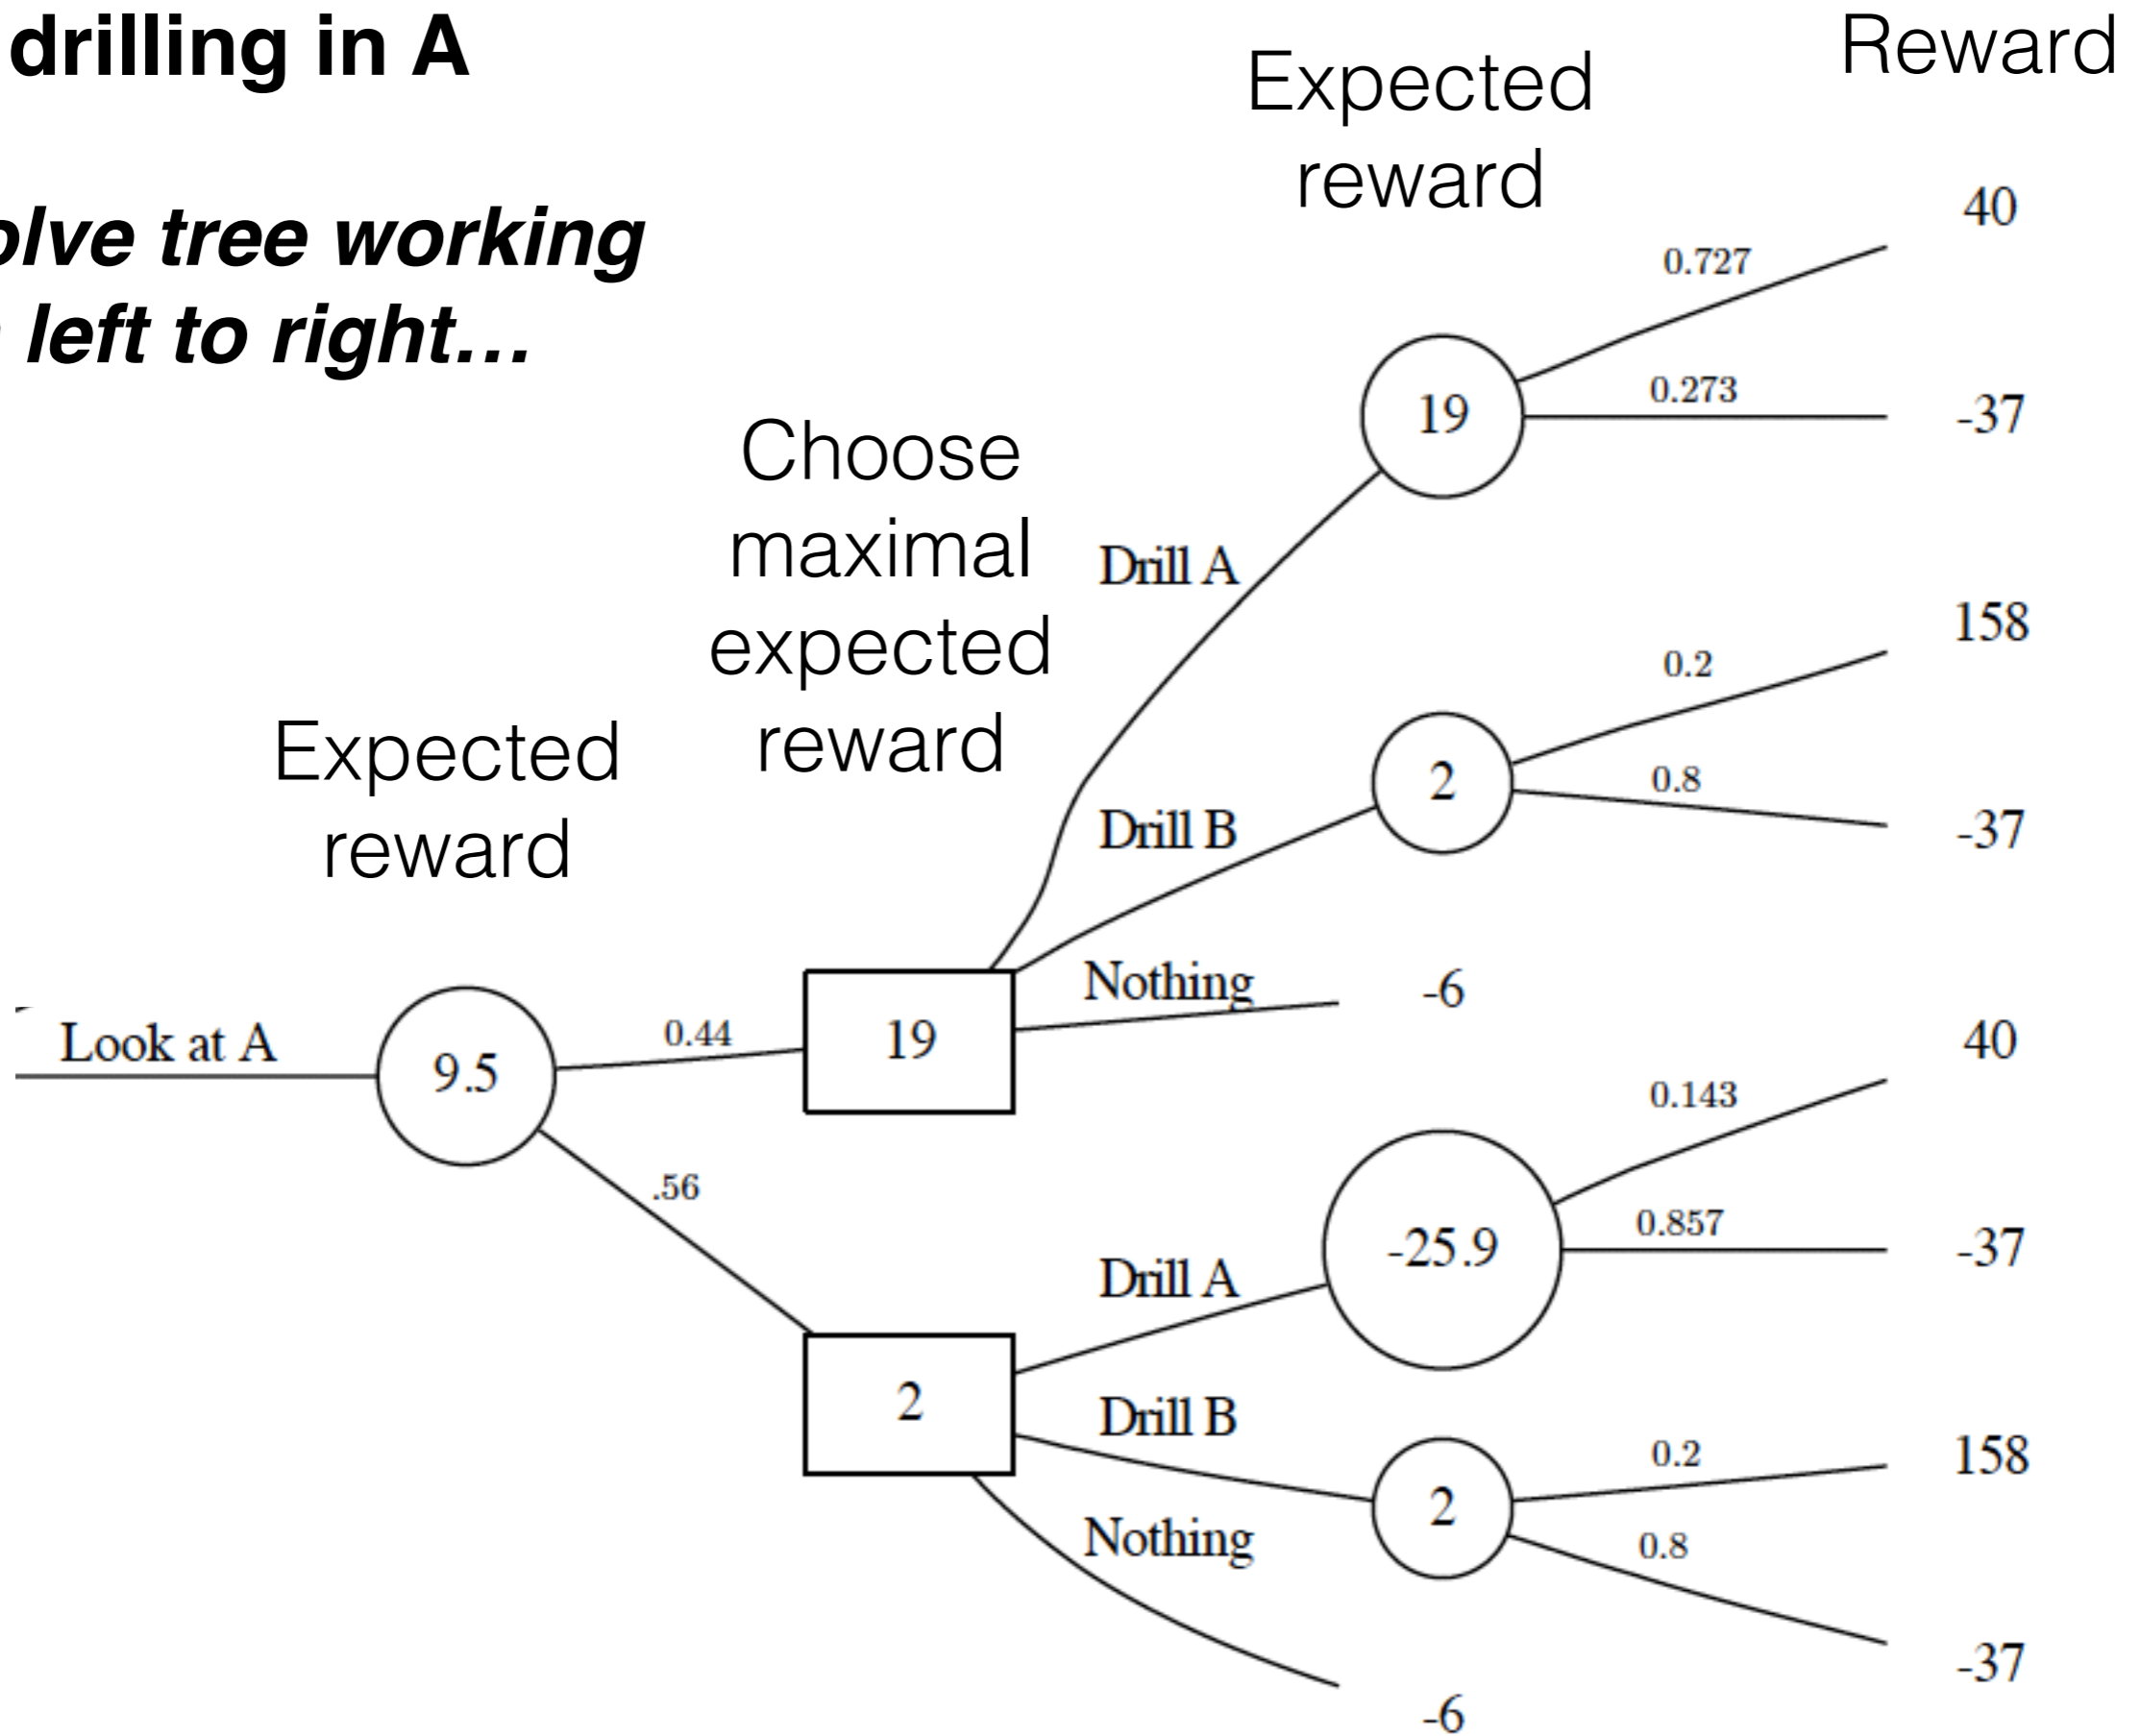 drilling in A
olve tree working
left to right...
Expected
reward
Reward
Choose
maximal
expected
reward
Expected
reward
40
0.727
19
0.273
-37
Drill A
158
0.2
2
0.8
Drill B
-37
Nothing
-6
Look at A
9.5
0.44
19
40
0.143
.56
-25.9
0.857
-37
Drill A
2
Drill B
158
0.2
2
Nothing
0.8
-37
-6